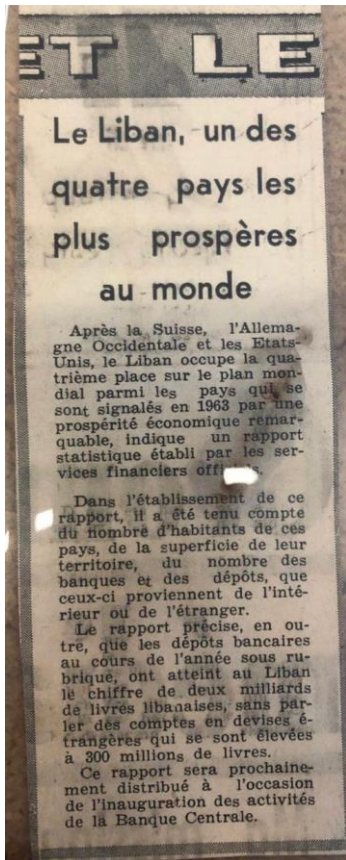 ET LE
Le Liban, un des
quatre pays les
plus prospères
au monde
Après la Suisse, l'Allema-
gne Occidentale et les Etats-
Unis, le Liban occupe la qua-
trième place sur le plan mon-
dial parmi les pays qui se
sont signalés en 1963 par une
prospérité économique remar-
quable, indique un rapport
statistique établi par les ser-
vices financiers officiels.
Dans l'établissement de ce
rapport, il a été tenu compte
du nombre d'habitants de ces
pays, de la superficie de leur
territoire, du nombre des
banques et des dépôts, que
ceux-ci proviennent de l'inté-
rieur ou de l'étranger.
Le rapport précise, en ou-
tre, que les dépôts bancaires
au cours de l'année sous ru-
brique, ont atteint au Liban
le chiffre de deux milliards
de livres libanaises, sans par-
ler des comptes en devises é-
trangères qui se sont élevées
à 300 millions de livres.
Ce rapport sera prochaine-
ment distribué à l'occasion
de l'inauguration des activités
de la Banque Centrale.